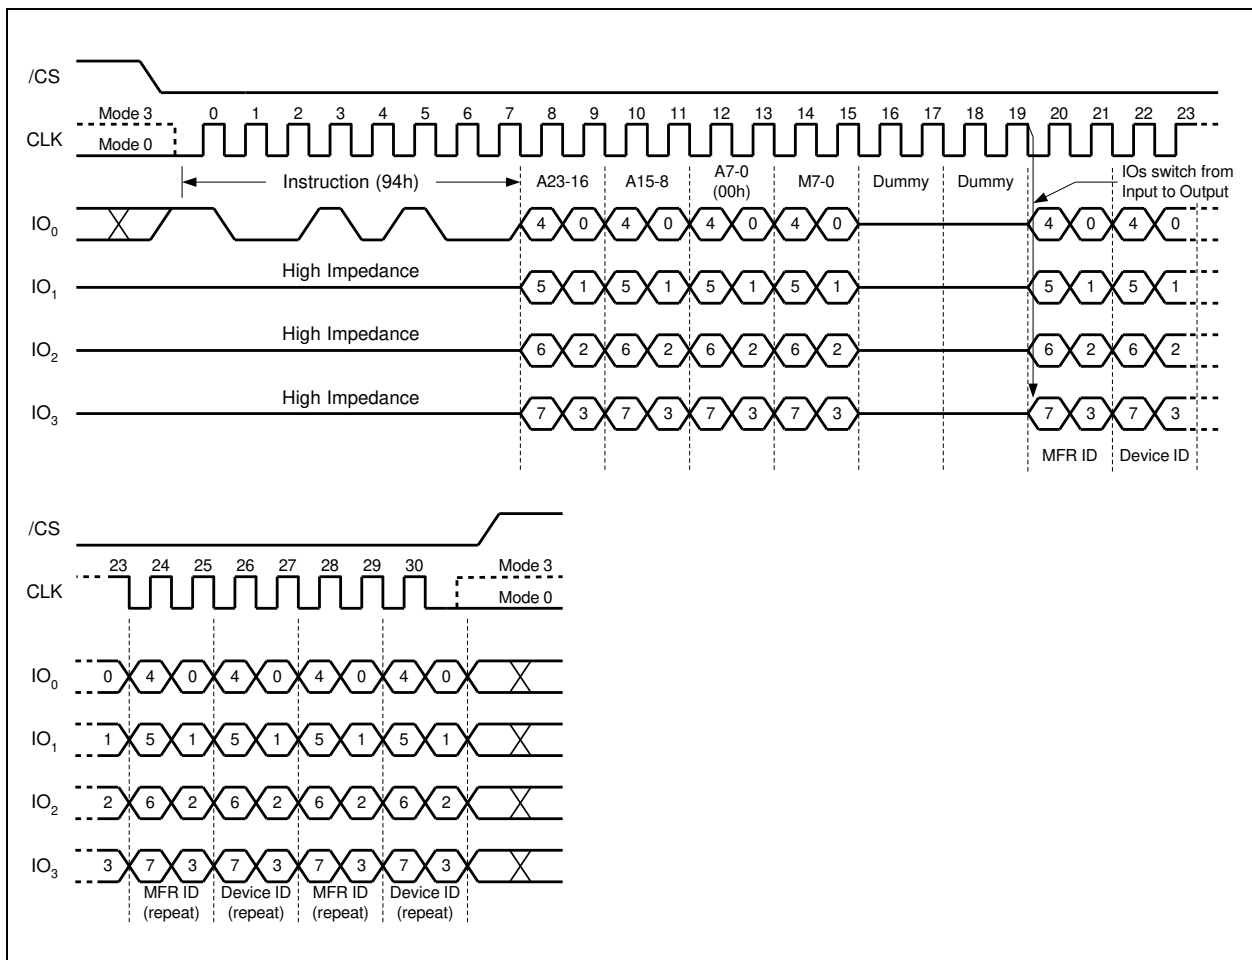 /CS
Mode 3 0 1 2 3 4 5 6 7 8 9 10 11 12 13 14 15 16 17 18 19 20 21 22 23
CLK Mode 0
Instruction (94h) A23-16 A15-8 A7-0 (00h) M7-0 Dummy Dummy IOs switch from Input to Output
IO0 4 0 4 0 4 0 4 0 4 0 4 0
High Impedance
IO1 5 1 5 1 5 1 5 1 5 1 5 1
High Impedance
IO2 6 2 6 2 6 2 6 2 6 2 6 2
High Impedance
IO3 7 3 7 3 7 3 7 3 7 3 7 3
MFR ID Device ID
/CS
23 24 25 26 27 28 29 30 Mode 3
CLK Mode 0
IO0 0 4 0 4 0 4 0 4 0
IO1 1 5 1 5 1 5 1 5 1
IO2 2 6 2 6 2 6 2 6 2
IO3 3 7 3 7 3 7 3 7 3
MFR ID Device ID MFR ID Device ID
(repeat) (repeat) (repeat) (repeat)